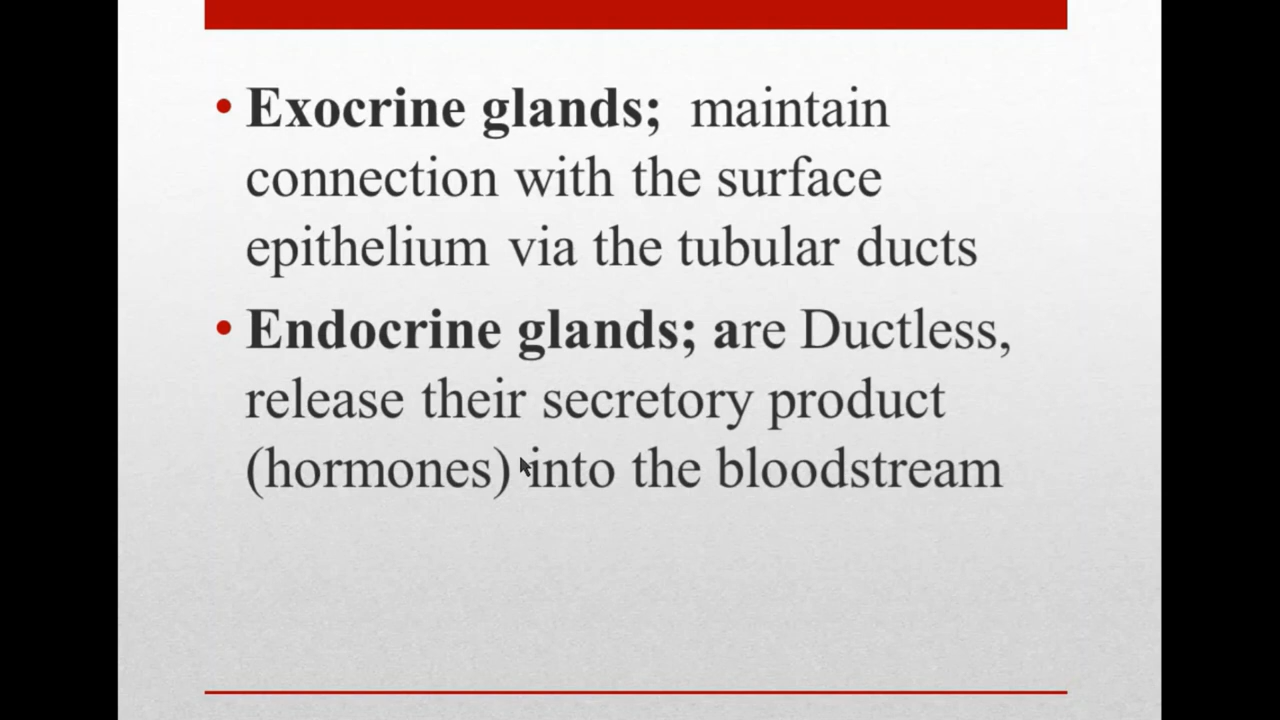 • Exocrine glands; maintain
connection with the surface
epithelium via the tubular ducts
• Endocrine glands; are Ductless,
release their secretory product
(hormones) into the bloodstream